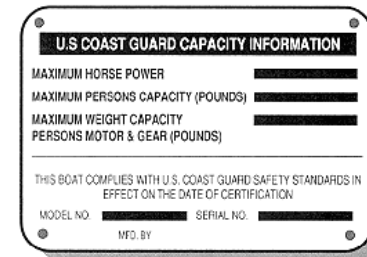 U.S COAST GUARD CAPACITY INFORMATION
MAXIMUM HORSE POWER
MAXIMUM PERSONS CAPACITY (POUNDS)
MAXIMUM WEIGHT CAPACITY
PERSONS MOTOR & GEAR (POUNDS)
THIS BOAT COMPLIES WITH U.S. COAST GUARD SAFETY STANDARDS IN
EFFECT ON THE DATE OF CERTIFICATION
MODEL NO. SERIAL NO.
MFD. BY